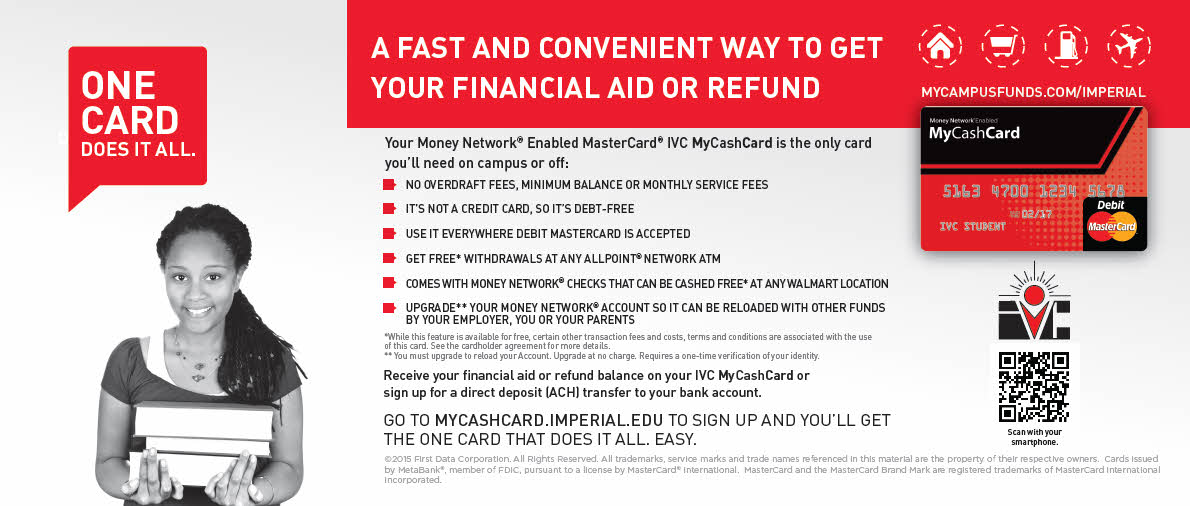 ONE
CARD
DOES IT ALL.
A FAST AND CONVENIENT WAY TO GET
YOUR FINANCIAL AID OR REFUND
MYCAMPUSFUNDS.COM/IMPERIAL
Money Network® Enabled
MyCashCard
5163 4700 1234 5678
02/17
IVC STUDENT
Debit
MasterCard
Your Money Network® Enabled MasterCard® IVC MyCashCard is the only card
you'll need on campus or off:
NO OVERDRAFT FEES, MINIMUM BALANCE OR MONTHLY SERVICE FEES
IT'S NOT A CREDIT CARD, SO IT'S DEBT-FREE
USE IT EVERYWHERE DEBIT MASTERCARD IS ACCEPTED
GET FREE* WITHDRAWALS AT ANY ALLPOINT® NETWORK ATM
COMES WITH MONEY NETWORK® CHECKS THAT CAN BE CASHED FREE* AT ANY WALMART LOCATION
UPGRADE** YOUR MONEY NETWORK® ACCOUNT SO IT CAN BE RELOADED WITH OTHER FUNDS
BY YOUR EMPLOYER, YOU OR YOUR PARENTS
*While this feature is available for free, certain other transaction fees and costs, terms and conditions are associated with the use
of this card. See the cardholder agreement for more details.
** You must upgrade to reload your Account. Upgrade at no charge. Requires a one-time verification of your identity.
Receive your financial aid or refund balance on your IVC MyCashCard or
sign up for a direct deposit (ACH) transfer to your bank account.
GO TO MYCASHCARD.IMPERIAL.EDU TO SIGN UP AND YOU'LL GET
THE ONE CARD THAT DOES IT ALL. EASY.
IVC
Scan with your
smartphone.
©2015 First Data Corporation. All Rights Reserved. All trademarks, service marks and trade names referenced in this material are the property of their respective owners. Cards issued
by MetaBank®, member of FDIC, pursuant to a license by MasterCard® International. MasterCard and the MasterCard Brand Mark are registered trademarks of MasterCard International
Incorporated.